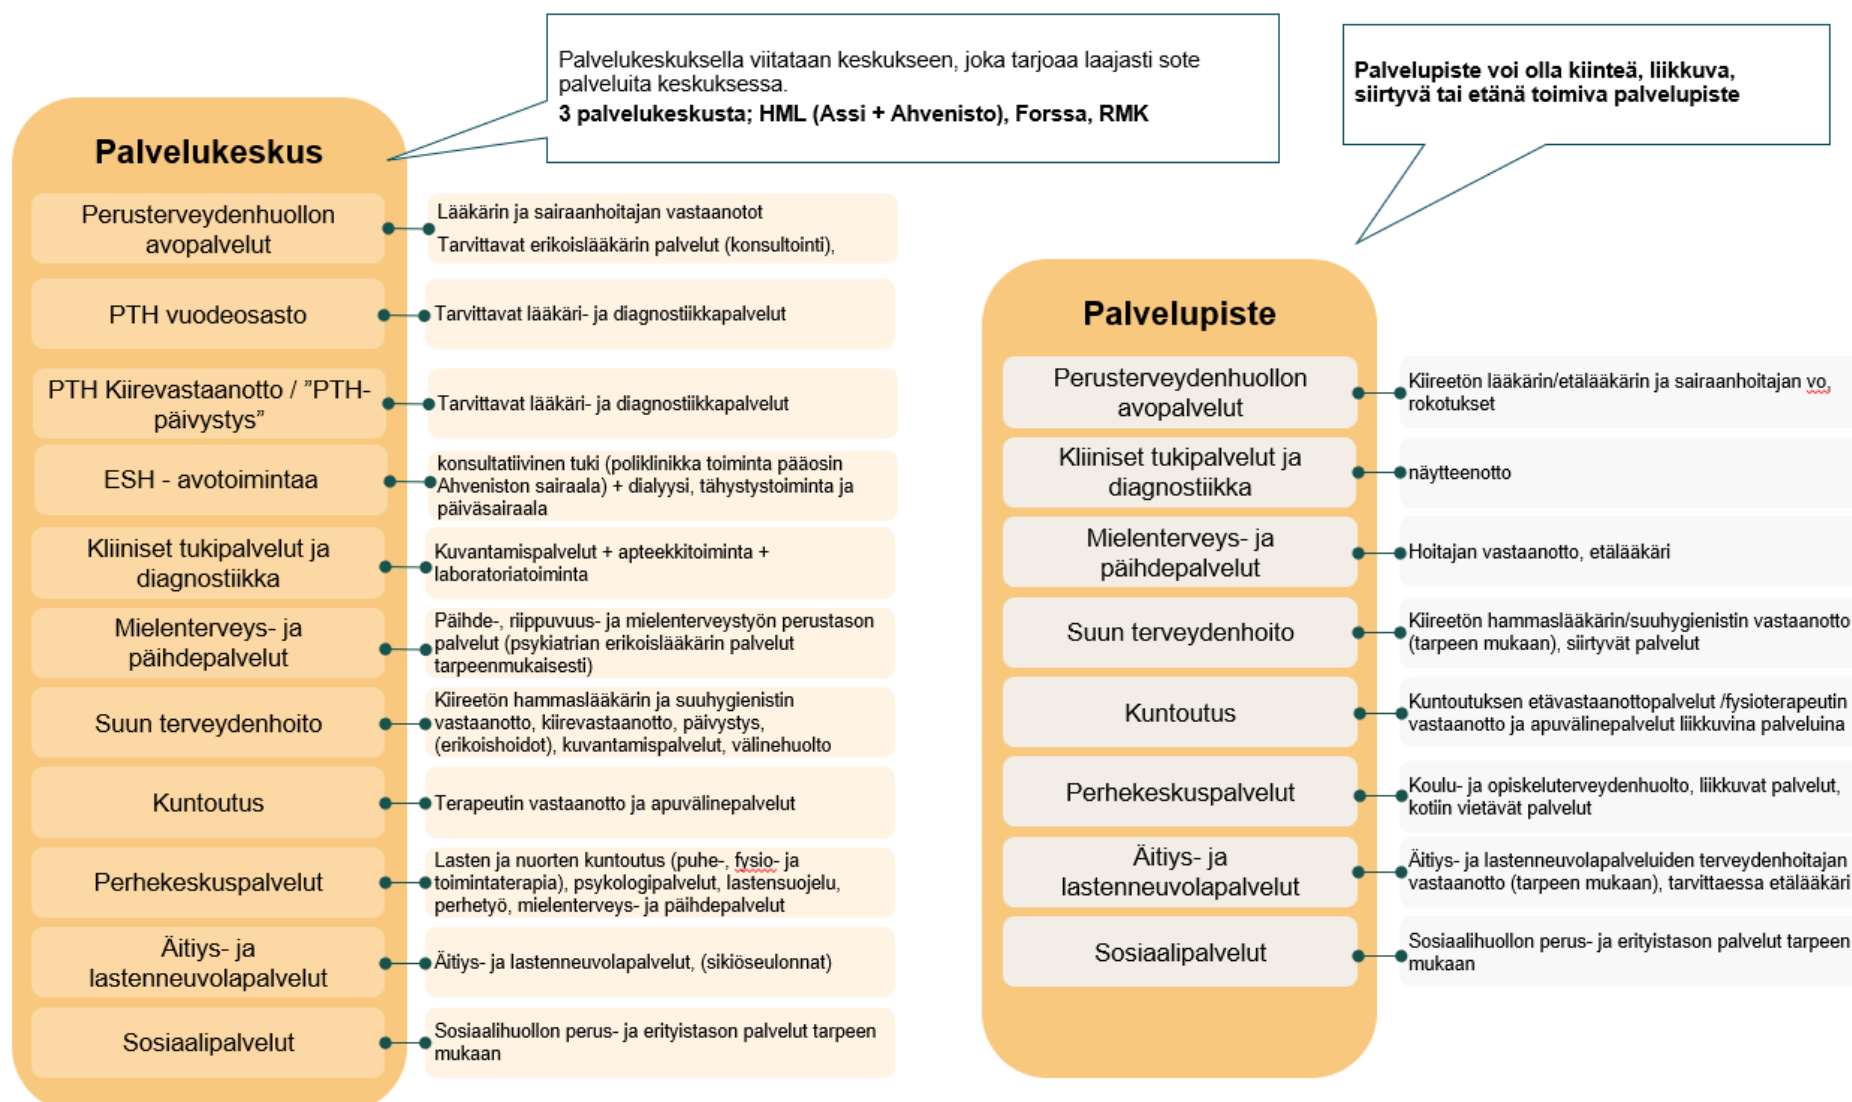 Palvelukeskuksella viitataan keskukseen, joka tarjoaa laajasti sote
palveluita keskuksessa.
3 palvelukeskusta; HML (Assi + Ahvenisto), Forssa, RMK
Palvelukeskus
Perusterveydenhuollon
avopalvelut
Lääkärin ja sairaanhoitajan vastaanotot
Tarvittavat erikoislääkärin palvelut (konsultointi),
PTH vuodeosasto
Tarvittavat lääkäri- ja diagnostiikkapalvelut
PTH Kiirevastaanotto / ”PTH-
päivystys”
Tarvittavat lääkäri- ja diagnostiikkapalvelut
ESH - avotoimintaa
konsultatiivinen tuki (poliklinikka toiminta pääosin
Ahveniston sairaala) + dialyysi, tähystystoiminta ja
päiväsairaala
Kliiniset tukipalvelut ja
diagnostiikka
Kuvantamispalvelut + apteekkitoiminta +
laboratoriatoiminta
Mielenterveys- ja
päihdepalvelut
Päihde-, riippuvuus- ja mielenterveystyön perustason
palvelut (psykiatrian erikoislääkärin palvelut
tarpeenmukaisesti)
Suun terveydenhoito
Kiireetön hammaslääkärin ja suuhygienistin
vastaanotto, kiirevastaanotto, päivystys,
(erikoishoidot), kuvantamispalvelut, välinehuolto
Kuntoutus
Terapeutin vastaanotto ja apuvälinepalvelut
Perhekeskuspalvelut
Lasten ja nuorten kuntoutus (puhe-, fysio- ja
toimintaterapia), psykologipalvelut, lastensuojelu,
perhetyö, mielenterveys- ja päihdepalvelut
Äitiys- ja
lastenneuvolapalvelut
Äitiys- ja lastenneuvolapalvelut, (sikiöseulonnat)
Sosiaalipalvelut
Sosiaalihuollon perus- ja erityistason palvelut tarpeen
mukaan
Palvelupiste voi olla kiinteä, liikkuva,
siirtyvä tai etänä toimiva palvelupiste
Palvelupiste
Perusterveydenhuollon
avopalvelut
Kiireetön lääkärin/etälääkärin ja sairaanhoitajan vo,
rokotukset
Kliiniset tukipalvelut ja
diagnostiikka
näytteenotto
Mielenterveys- ja
päihdepalvelut
Hoitajan vastaanotto, etälääkäri
Suun terveydenhoito
Kiireetön hammaslääkärin/suuhygienistin vastaanotto
(tarpeen mukaan), siirtyvät palvelut
Kuntoutus
Kuntoutuksen etävastaanottopalvelut /fysioterapeutin
vastaanotto ja apuvälinepalvelut liikkuvina palveluina
Perhekeskuspalvelut
Koulu- ja opiskeluterveydenhuolto, liikkuvat palvelut,
kotiin vietävät palvelut
Äitiys- ja
lastenneuvolapalvelut
Äitiys- ja lastenneuvolapalveluiden terveydenhoitajan
vastaanotto (tarpeen mukaan), tarvittaessa etälääkäri
Sosiaalipalvelut
Sosiaalihuollon perus- ja erityistason palvelut tarpeen
mukaan